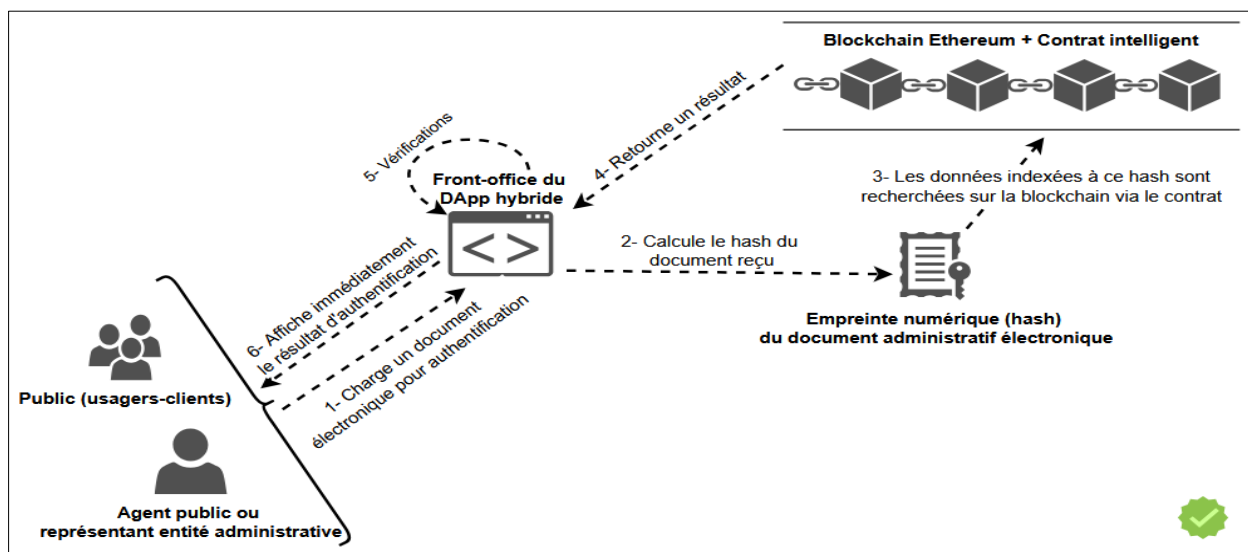 Blockchain Ethereum + Contrat intelligent
4- Retourne un résultat
5- Vérifications
Front-office du
DApp hybride
3- Les données indexées à ce hash sont
recherchées sur la blockchain via le contrat
2- Calcule le hash du
document reçu
Empreinte numérique (hash)
du document administratif électronique
6- Affiche immédiatement
le résultat d'authentification
1- Charge un document
électronique pour authentification
Public (usagers-clients)
Agent public ou
représentant entité administrative